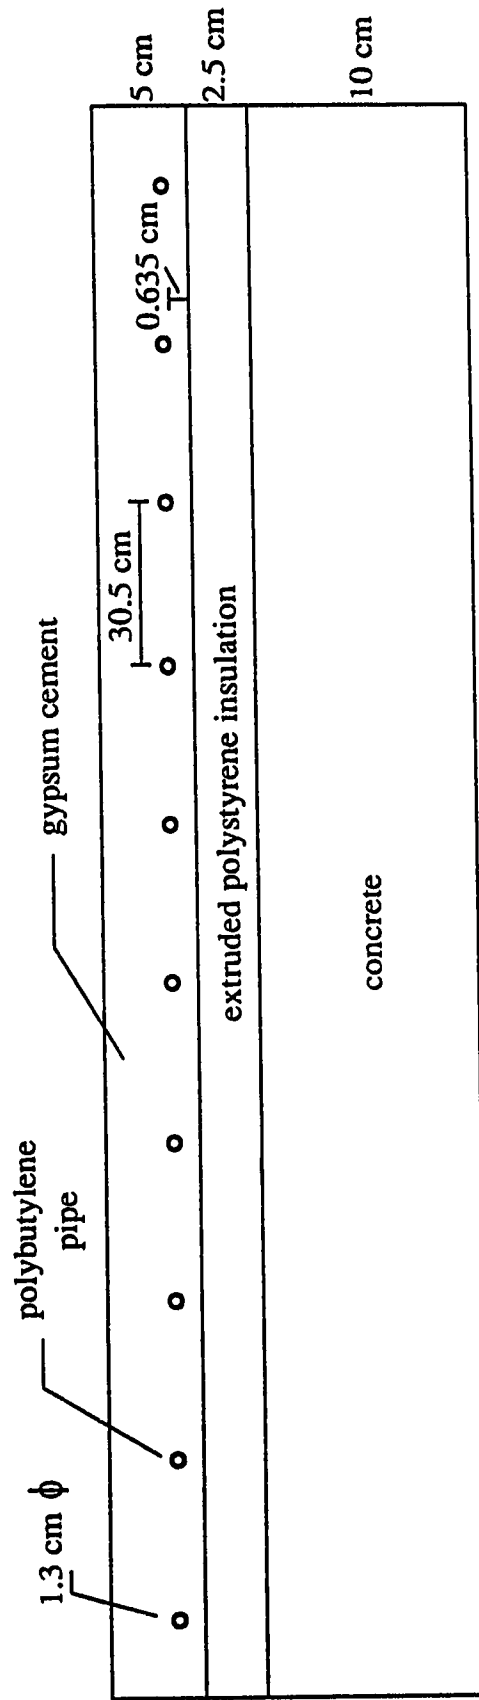 gypsum cement
polybutylene
pipe
1.3 cm ϕ
30.5 cm
0.635 cm
5 cm
2.5 cm
10 cm
extruded polystyrene insulation
concrete